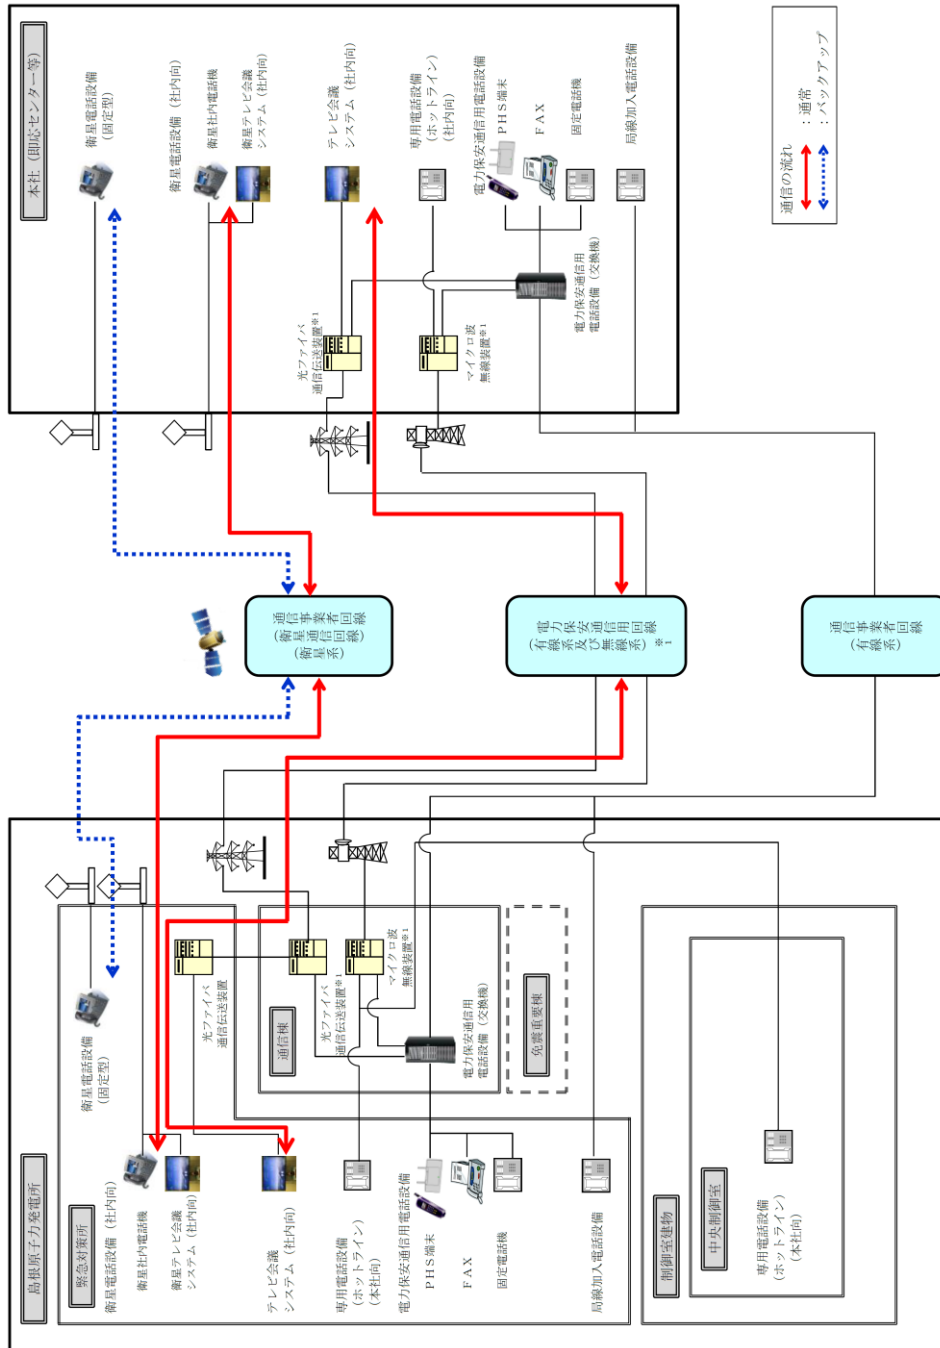 島根原子力発電所
緊急対策所
衛星電話設備
(固定型)
衛星電話設備(社内向)
衛星社内電話機
衛星テレビ会議
システム(社内向)
テレビ会議
システム(社内向)
専用電話設備
(ホットライン)
(本社向)
電力保安通信用電話設備
PHS端末
FAX
固定電話機
局線加入電話設備
光ファイバ
通信伝送装置
通信棟
光ファイバ
通信伝送装置※1
マイクロ波
無線装置※1
電力保安通信用
電話設備(交換機)
免震重要棟
制御室建物
中央制御室
専用電話設備
(ホットライン)
(本社向)
通信事業者回線
(衛星通信回線)
(衛星系)
電力保安通信用回線
(有線系及び無線系)
※1
通信事業者回線
(有線系)
本社(即応センター等)
衛星電話設備
(固定型)
衛星電話設備(社内向)
衛星社内電話機
衛星テレビ会議
システム(社内向)
テレビ会議
システム(社内向)
専用電話設備
(ホットライン)
(社内向)
電力保安通信用電話設備
PHS端末
FAX
固定電話機
局線加入電話設備
光ファイバ
通信伝送装置※1
マイクロ波
無線装置※1
電力保安通信用
電話設備(交換機)
通信の流れ
:通常
:バックアップ